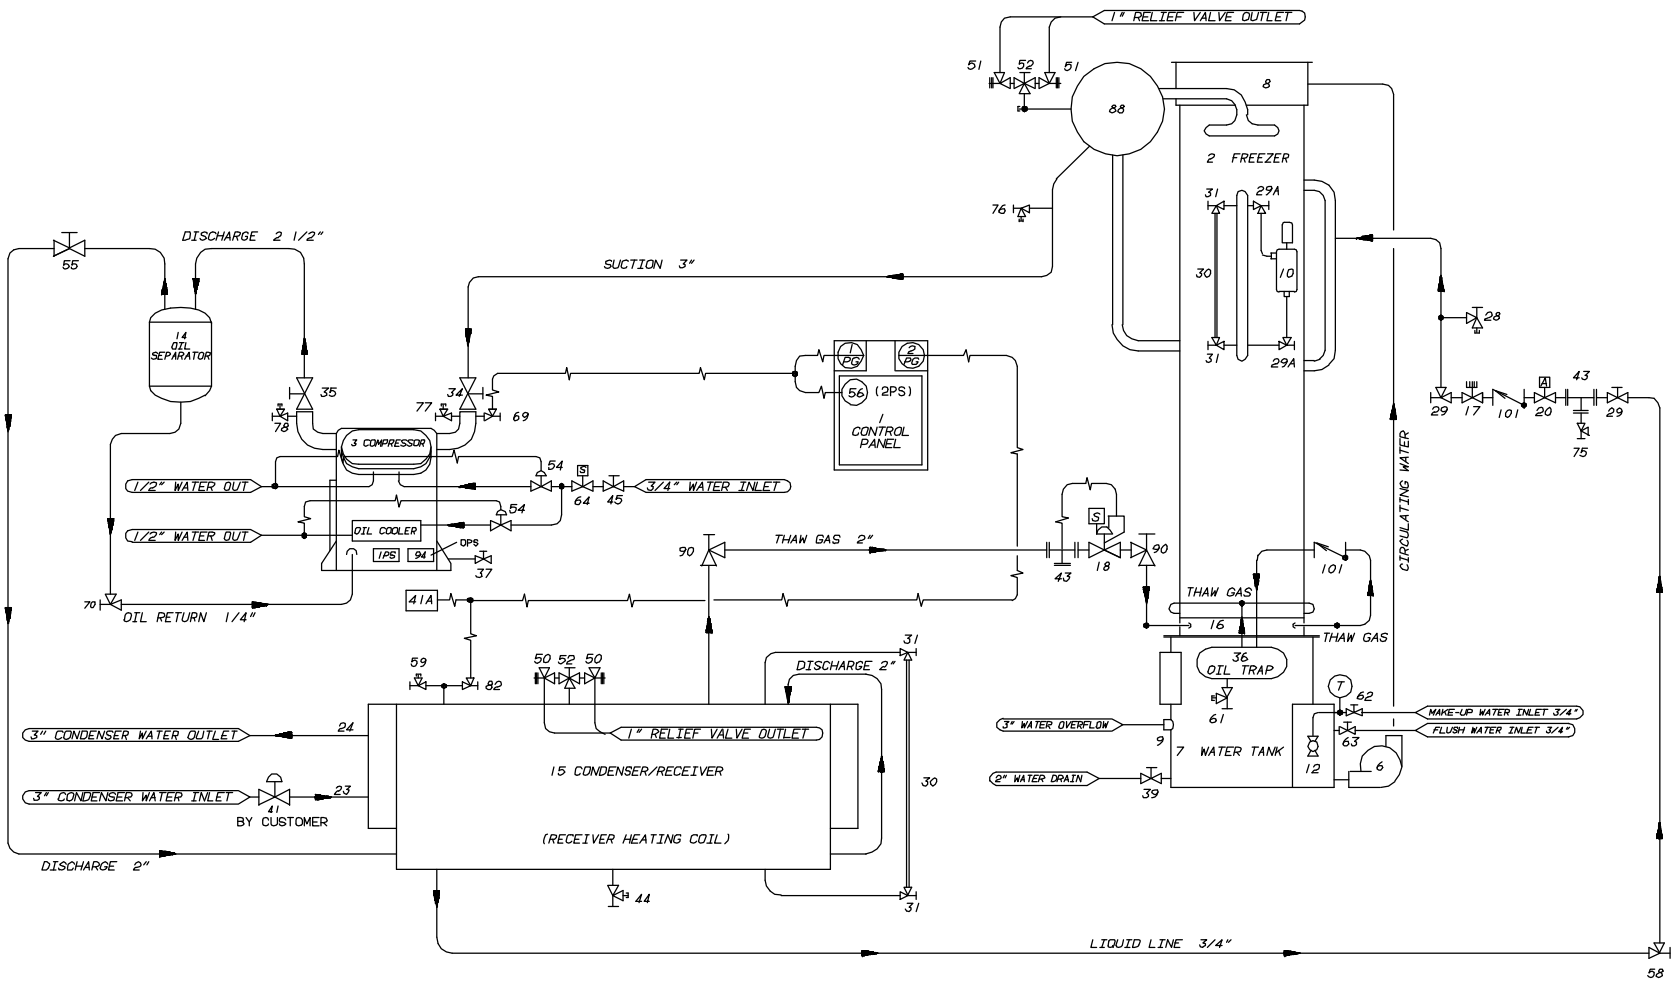 1" RELIEF VALVE OUTLET
51
52
51
88
8
2 FREEZER
31
29A
76
30
10
31
29A
28
DISCHARGE 2 1/2"
55
SUCTION 3"
14
OIL
SEPARATOR
35
34
78
77
69
1
PG
2
PG
56
(2PS)
1
CONTROL
PANEL
29
17
101
20
A
43
29
75
3 COMPRESSOR
54
S
64
45
3/4" WATER INLET
1/2" WATER OUT
54
1/2" WATER OUT
OIL COOLER
1PS
94
OPS
37
70
OIL RETURN 1/4"
41A
90
THAW GAS 2"
S
43
18
90
CIRCULATING WATER
101
THAW GAS
16
THAW GAS
36
OIL TRAP
61
59
82
50
52
50
DISCHARGE 2"
31
T
62
MAKE-UP WATER INLET 3/4"
63
FLUSH WATER INLET 3/4"
3" WATER OVERFLOW
9
7 WATER TANK
12
6
2" WATER DRAIN
39
3" CONDENSER WATER OUTLET
24
1" RELIEF VALVE OUTLET
15 CONDENSER/RECEIVER
30
3" CONDENSER WATER INLET
23
41
BY CUSTOMER
(RECEIVER HEATING COIL)
DISCHARGE 2"
44
31
LIQUID LINE 3/4"
58